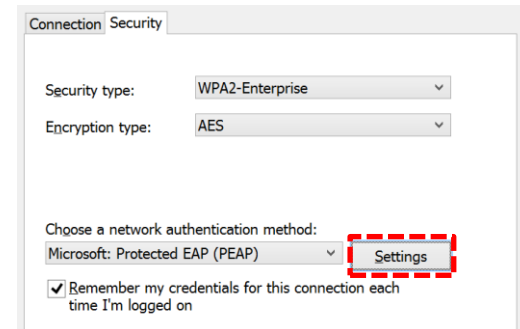 Connection Security
Security type: WPA2-Enterprise
Encryption type: AES
Choose a network authentication method:
Microsoft: Protected EAP (PEAP) Settings
Remember my credentials for this connection each
time I'm logged on